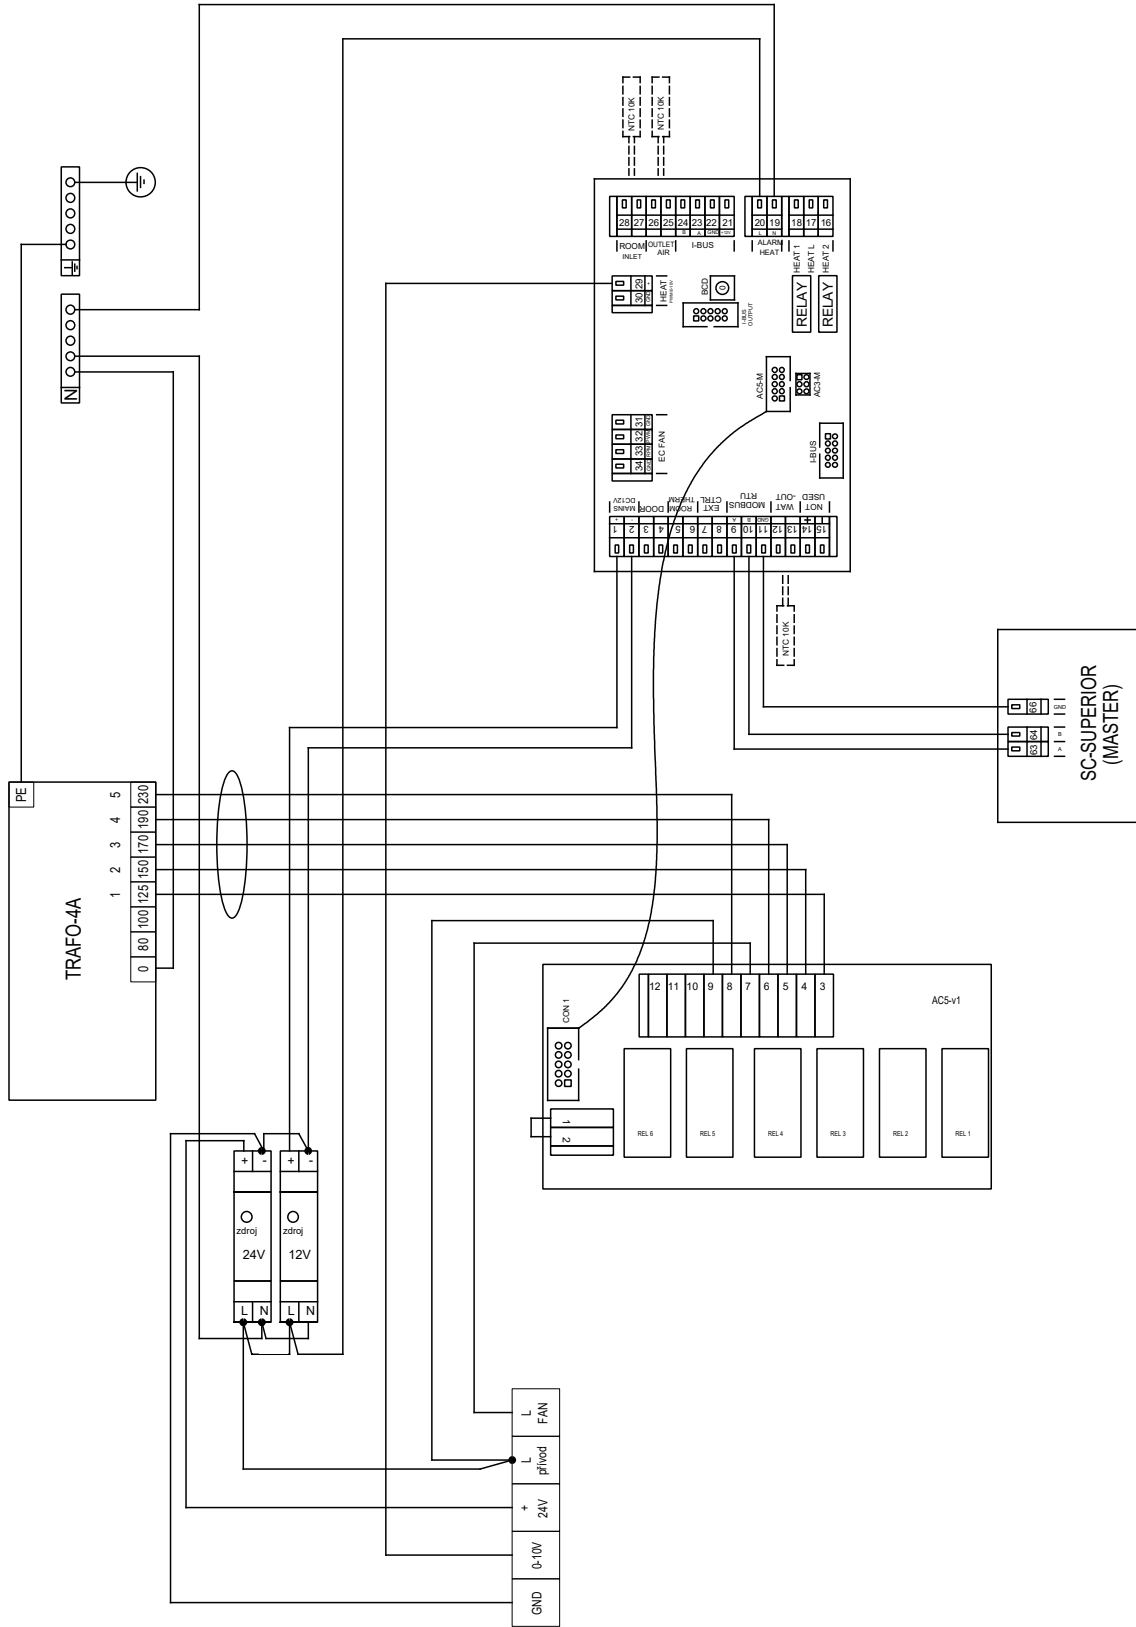 NTC 10K
NTC 10K
28 27 26 25 24 23 22 21
B A GND +12V
ROOM INLET
OUTLET AIR
I-BUS
20 19 18 17 16
L N
ALARM HEAT
HEAT 1
HEAT L
HEAT 2
RELAY
RELAY
29 +
30 GND
HEAT
BCD
0
I-BUS OUTPUT
AC5-M
AC3-M
I-BUS
31 GND
32 PWM
33 RPM
34 GND
EC FAN
MAINS DC12V
DOOR
ROOM THERM
EXT CTRL
MODBUS RTU
WAT -OUT
NOT USED
+ - A B GND
1 2 3 4 5 6 7 8 9 10 11 12 13 14 15
NTC 10K
N
PE
TRAFO-4A
1 2 3 4 5
0 80 100 125 150 170 190 230
66 GND
64 B
63 A
SC-SUPERIOR
(MASTER)
CON 1
12 11 10 9 8 7 6 5 4 3
AC5-v1
1
2
REL 6
REL 5
REL 4
REL 3
REL 2
REL 1
+ -
zdroj
24V
L N
+ -
zdroj
12V
L N
L
FAN
L
přívod
+
24V
0-10V
GND